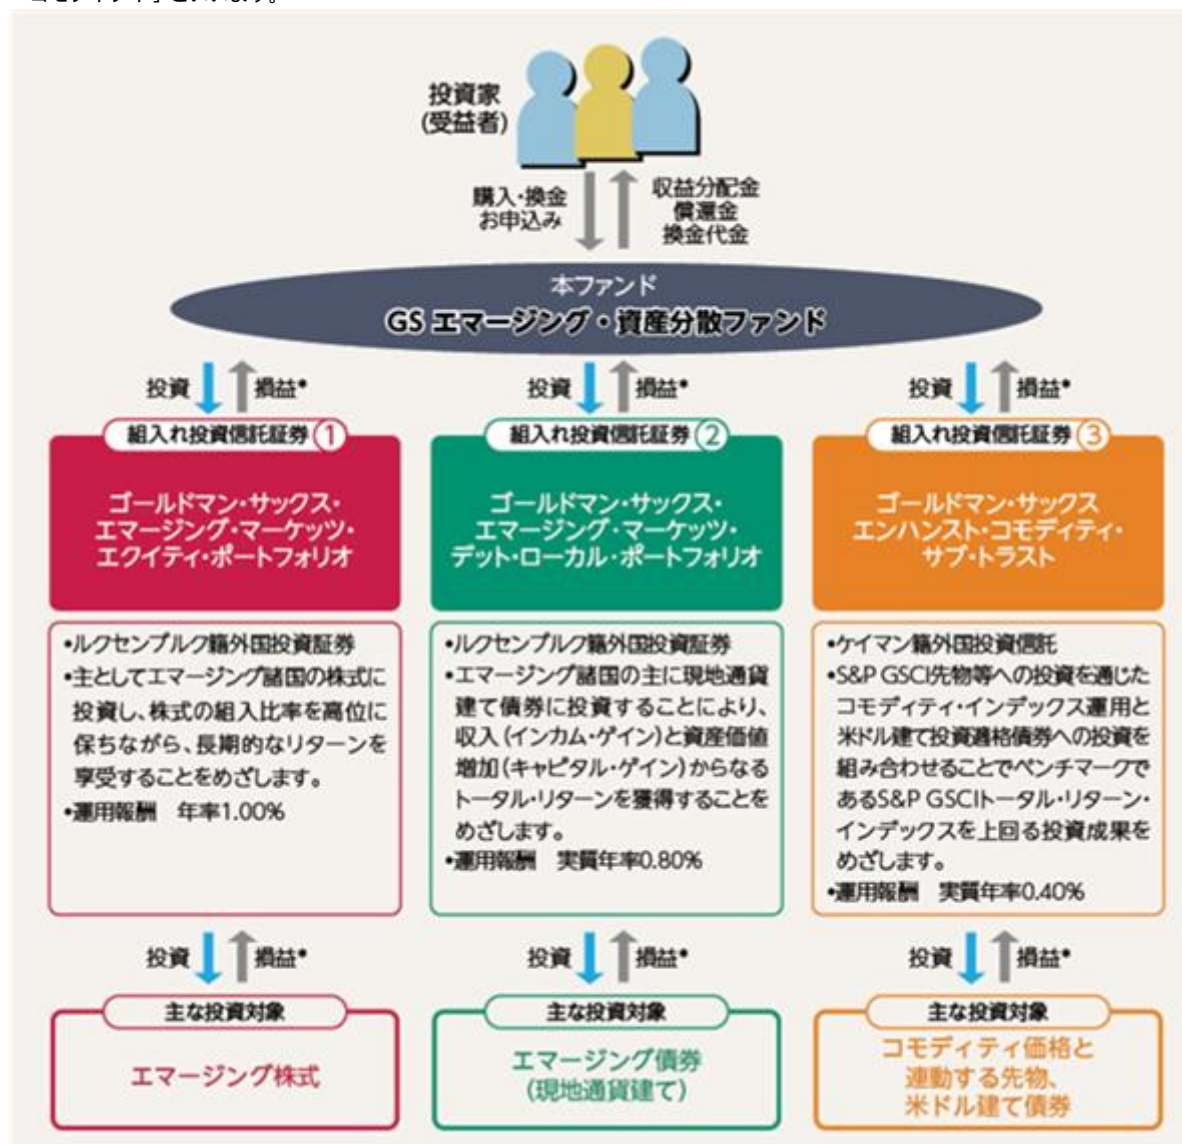 投資家
(受益者)
購入・換金
お申込み
収益分配金
償還金
換金代金
本ファンド
GS エマージング・資産分散ファンド
投資
損益*
投資
損益*
投資
損益*
組入れ投資信託証券①
ゴールドマン・サックス・
エマージング・マーケッツ・
エクイティ・ポートフォリオ
•ルクセンブルク籍外国投資証券
•主としてエマージング諸国の株式に
投資し、株式の組入比率を高位に
保ちながら、長期的なリターンを
享受することをめざします。
•運用報酬 年率1.00%
組入れ投資信託証券②
ゴールドマン・サックス・
エマージング・マーケッツ・
デット・ローカル・ポートフォリオ
•ルクセンブルク籍外国投資証券
•エマージング諸国の主に現地通貨
建て債券に投資することにより、
収入(インカム・ゲイン)と資産価値
増加(キャピタル・ゲイン)からなる
トータル・リターンを獲得することを
めざします。
•運用報酬 実質年率0.80%
組入れ投資信託証券③
ゴールドマン・サックス
エンハンスト・コモディティ・
サブ・トラスト
•ケイマン籍外国投資信託
•S&P GSCI先物等への投資を通じた
コモディティ・インデックス運用と
米ドル建て投資適格債券への投資を
組み合わせることでベンチマークで
あるS&P GSCIトータル・リターン・
インデックスを上回る投資成果を
めざします。
•運用報酬 実質年率0.40%
投資
損益*
投資
損益*
投資
損益*
主な投資対象
エマージング株式
主な投資対象
エマージング債券
(現地通貨建て)
主な投資対象
コモディティ価格と
連動する先物、
米ドル建て債券